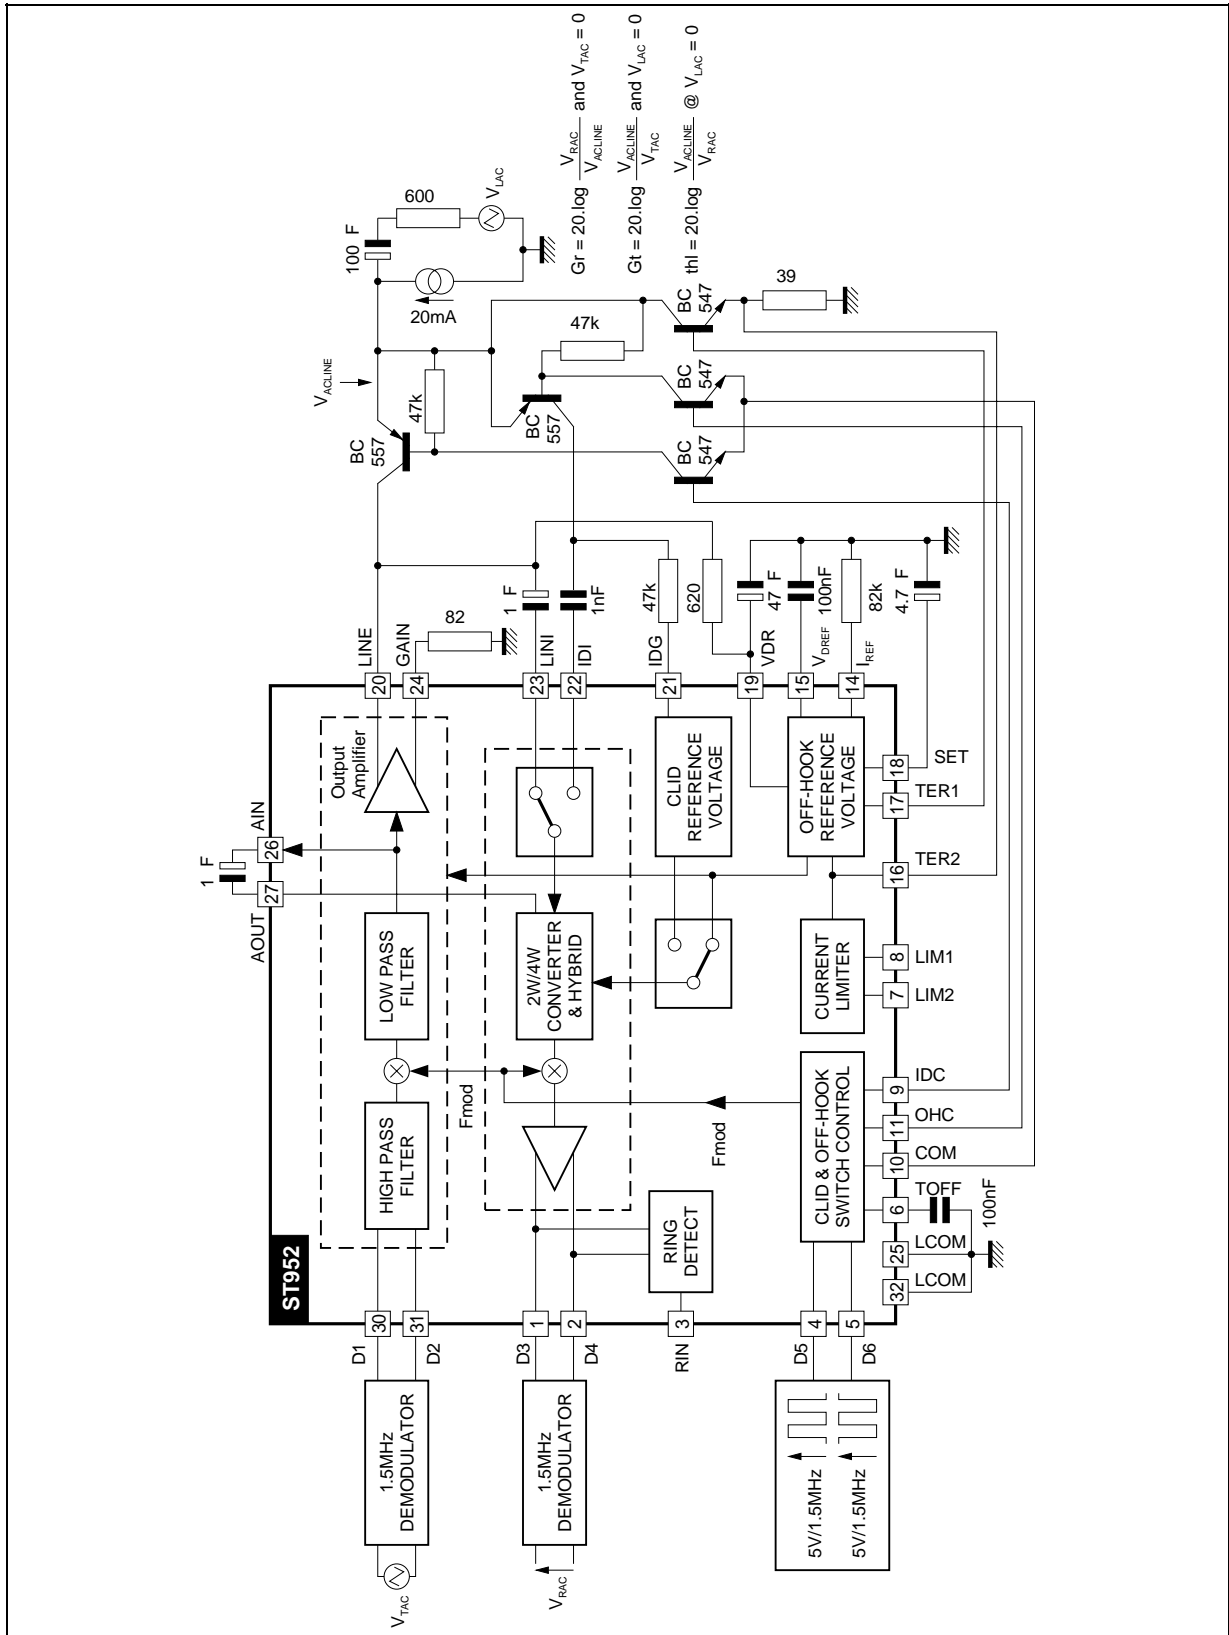 ST952
V_TAC
1.5MHz
DEMODULATOR
D1
D2
30
31
HIGH PASS
FILTER
LOW PASS
FILTER
Output
Amplifier
AOUT
27
1 F
26
AIN
20
LINE
24
GAIN
82
BC
557
47k
V_ACLINE
20mA
100 F
600
V_LAC
Gr = 20.log V_RAC / V_ACLINE and V_TAC = 0
Gt = 20.log V_ACLINE / V_TAC and V_LAC = 0
thl = 20.log V_ACLINE / V_RAC @ V_LAC = 0
V_RAC
1.5MHz
DEMODULATOR
D3
D4
1
2
Fmod
2W/4W
CONVERTER
& HYBRID
23
LINI
22
IDI
1 F
1nF
BC
557
47k
RIN
3
RING
DETECT
CLID
REFERENCE
VOLTAGE
21
IDG
47k
620
BC
547
BC
547
BC
547
39
5V/1.5MHz
5V/1.5MHz
D5
D6
4
5
Fmod
CLID & OFF-HOOK
SWITCH CONTROL
CURRENT
LIMITER
OFF-HOOK
REFERENCE
VOLTAGE
19
VDR
15
V_DREF
14
I_REF
47 F
100nF
82k
4.7 F
32
LCOM
25
LCOM
6
TOFF
100nF
10
COM
11
OHC
9
IDC
7
LIM2
8
LIM1
16
TER2
17
TER1
18
SET